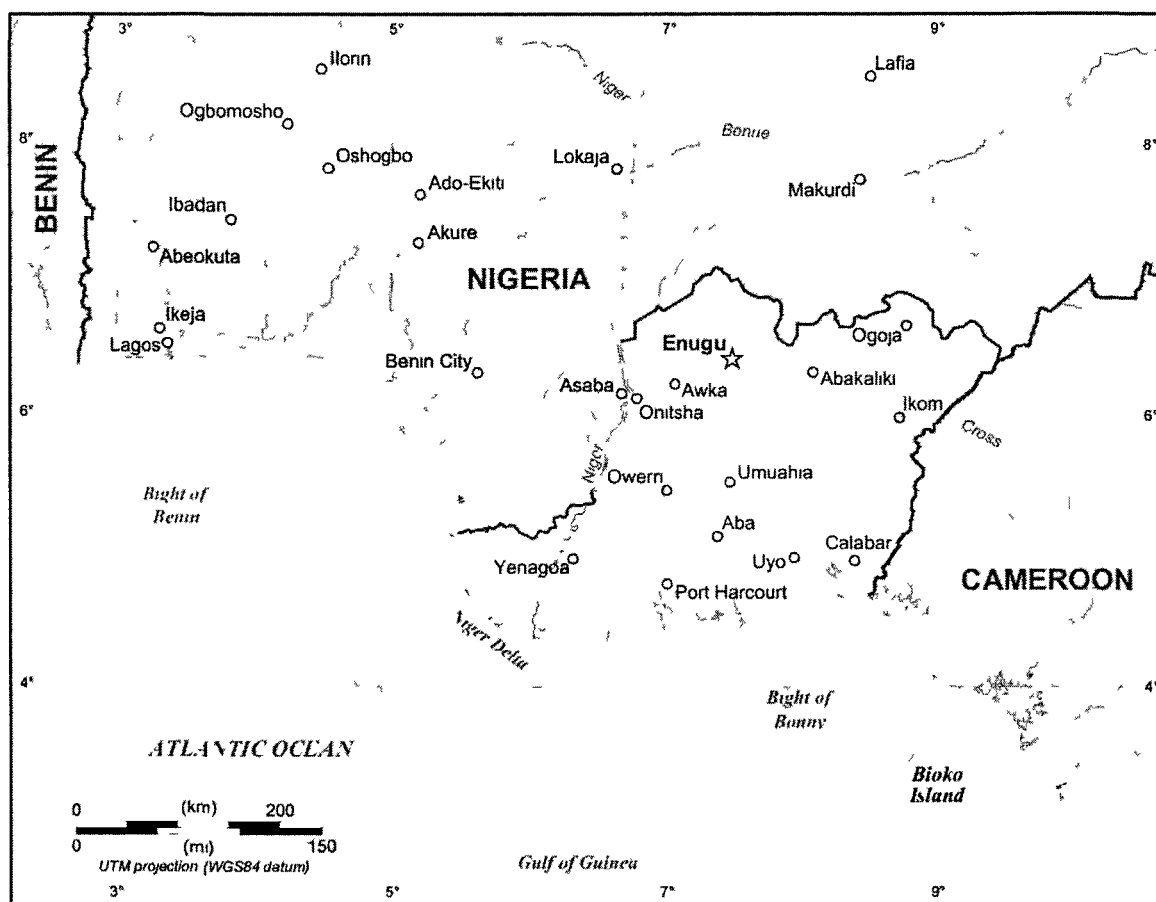 3° 5° 7° 9°
Ilorin
Lafia
Niger
Ogbomosho
Benue
8° 8°
Oshogbo
Lokaja
BENIN
Ado-Ekiti
Makurdi
Ibadan
Akure
Abeokuta
NIGERIA
Ikeja
Lagos
Enugu
Ogoja
Benin City
Abakaliki
Asaba
Awka
Onitsha
Ikom
6° 6°
Cross
Niger
Owerri
Umuahia
Bight of
Benin
Aba
Calabar
Yenagoa
Uyo
CAMEROON
Port Harcourt
Niger Delta
4° 4°
Bight of
Bonny
ATLANTIC OCEAN
Bioko
Island
0 (km) 200
0 (mi) 150
UTM projection (WGS84 datum)
Gulf of Guinea
3° 5° 7° 9°